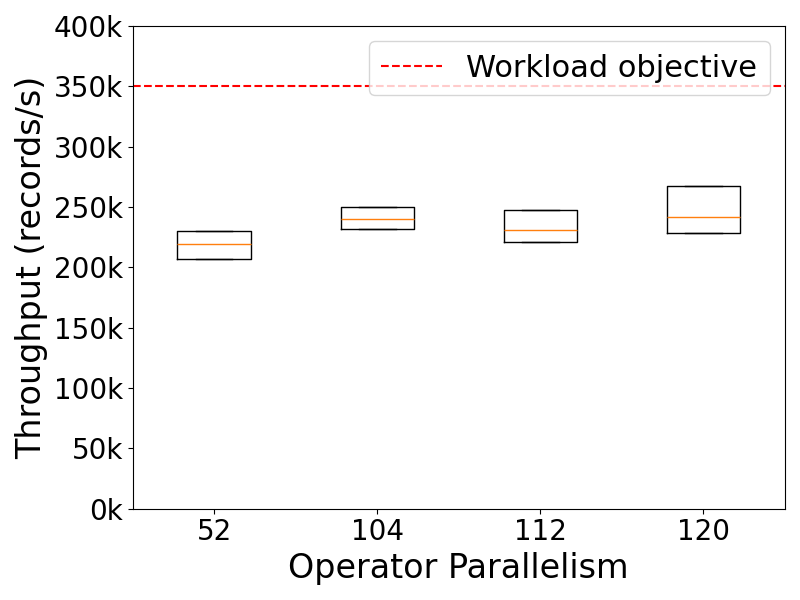 400k
350k
300k
250k
200k
150k
100k
50k
0k
Throughput (records/s)
Workload objective
52 104 112 120
Operator Parallelism